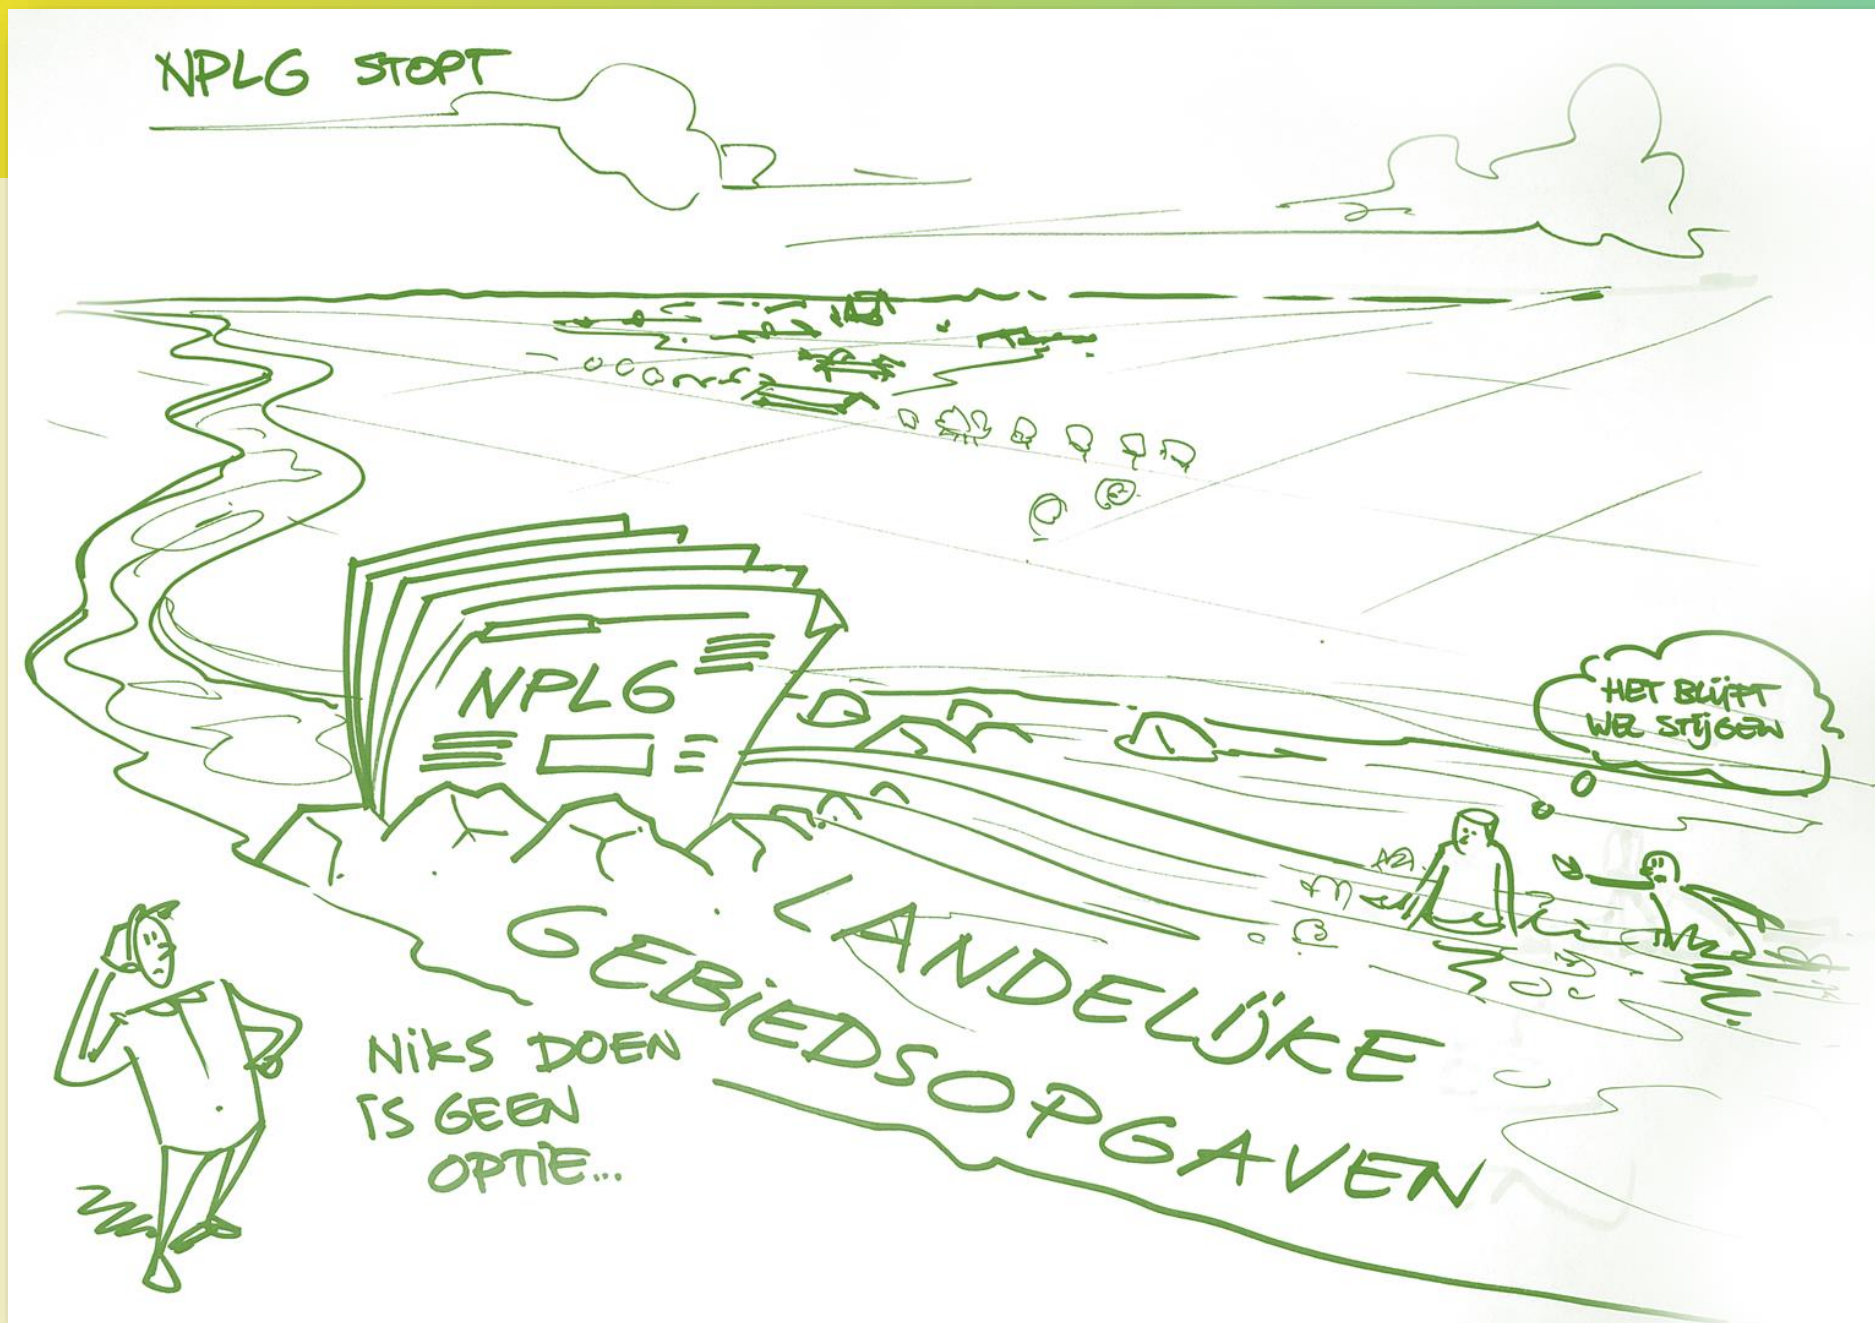 NPLG STOPT
NPLG
HET BLIJFT
WEL STIJGEN
LANDELIJKE
GEBIEDSOPGAVEN
NIKS DOEN
IS GEEN
OPTIE...